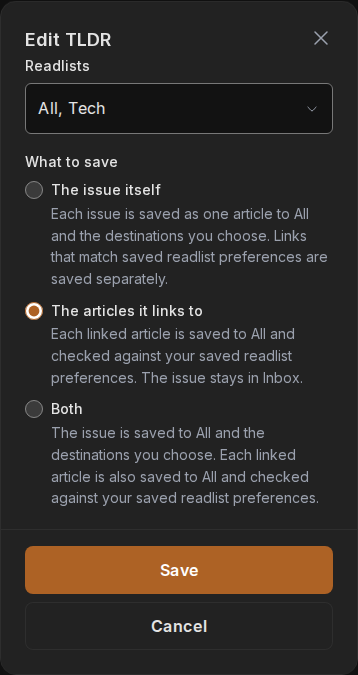 Edit TLDR
Readlists
All, Tech
What to save
The issue itself
Each issue is saved as one article to All
and the destinations you choose. Links
that match saved readlist preferences are
saved separately.
The articles it links to
Each linked article is saved to All and
checked against your saved readlist
preferences. The issue stays in Inbox.
Both
The issue is saved to All and the
destinations you choose. Each linked
article is also saved to All and checked
against your saved readlist preferences.
Save
Cancel